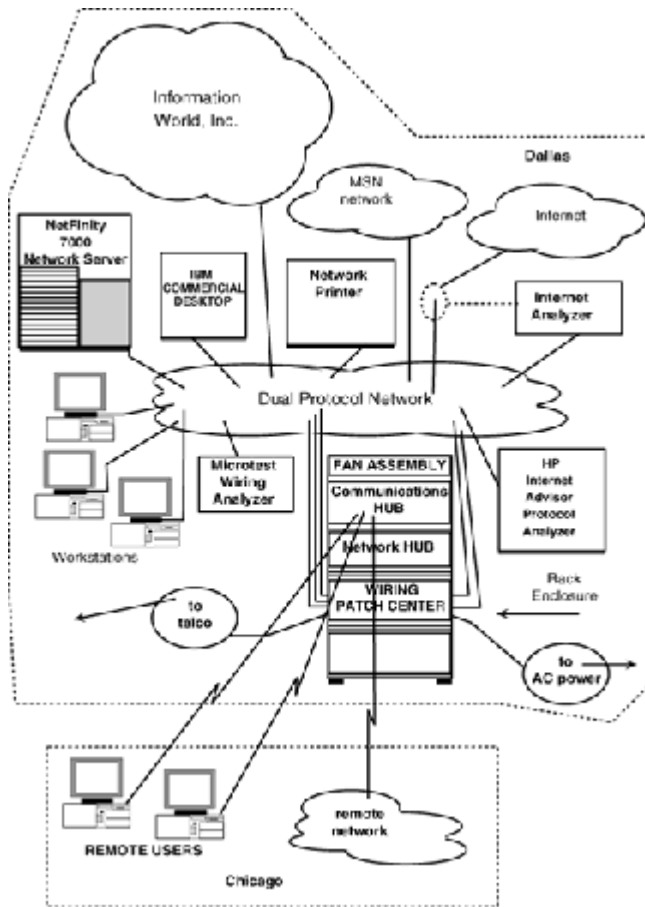 Information
World, Inc.
Dallas
MSN
network
Internet
NetFinity
7000
Network Server
IBM
COMMERCIAL
DESKTOP
Network
Printer
Internet
Analyzer
Dual Protocol Network
Microtest
Wiring
Analyzer
FAN ASSEMBLY
Communications
HUB
HP
Internet
Advisor
Protocol
Analyzer
Workstations
Network HUB
Rack
Enclosure
WIRING
PATCH CENTER
to
telco
to
AC power
remote
network
REMOTE USERS
Chicago